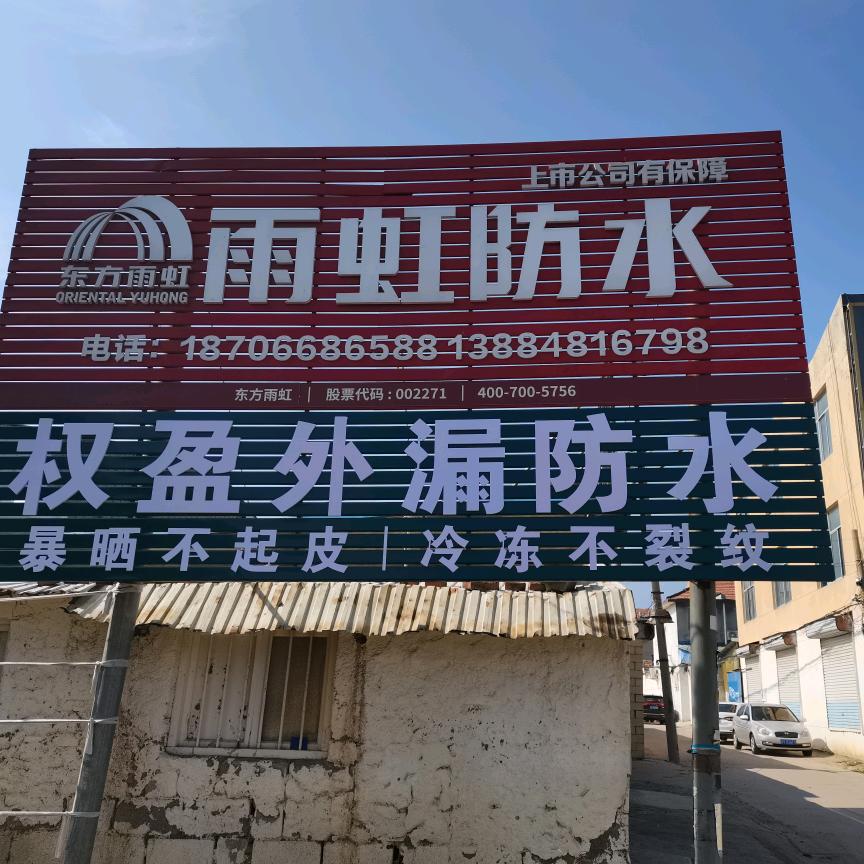 上市公司有保障
雨虹防水
东方雨虹
ORIENTAL YUHONG
电话：18706686588 13884816798
东方雨虹 | 股票代码：002271 | 400-700-5756
权盈外漏防水
暴晒不起皮|冷冻不裂纹